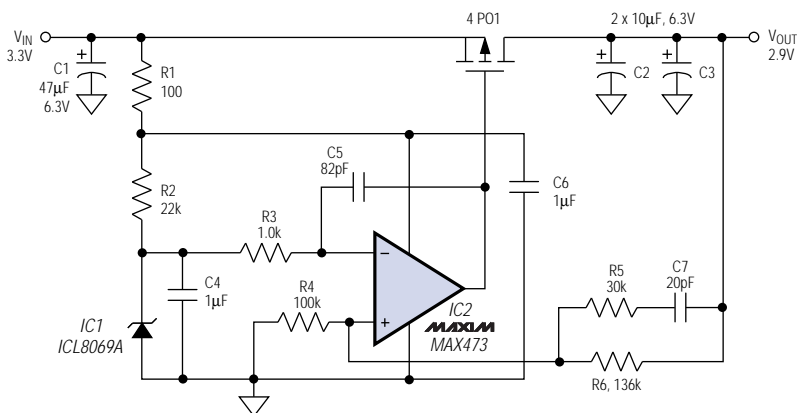 4 PO1
2 x 10µF, 6.3V
VIN
3.3V
VOUT
2.9V
C1
47µF
6.3V
R1
100
C2
C3
C5
82pF
C6
1µF
R2
22k
R3
1.0k
C4
1µF
R4
100k
R5
30k
C7
20pF
IC1
ICL8069A
–
+
IC2
MAXIM
MAX473
R6, 136k
+
+
+